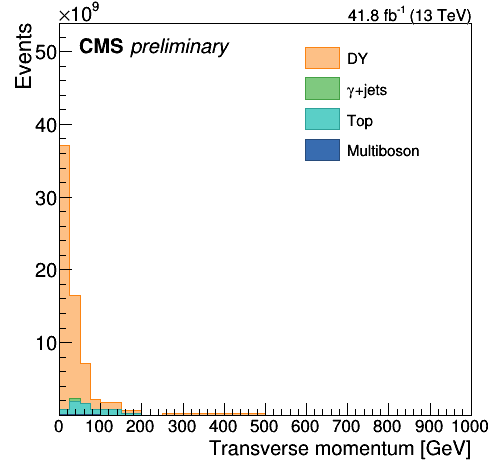 ×10⁹
41.8 fb⁻¹ (13 TeV)
CMS preliminary
Events
50
40
30
20
10
DY
γ+jets
Top
Multiboson
0 100 200 300 400 500 600 700 800 900 1000
Transverse momentum [GeV]